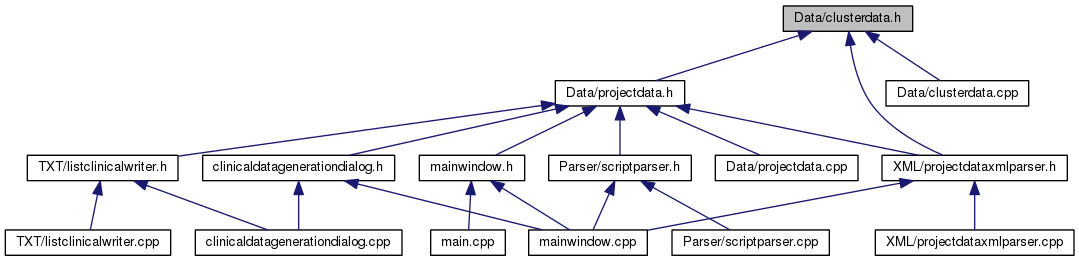 Data/clusterdata.h
Data/projectdata.h
Data/clusterdata.cpp
TXT/listclinicalwriter.h
clinicaldatagenerationdialog.h
mainwindow.h
Parser/scriptparser.h
Data/projectdata.cpp
XML/projectdataxmlparser.h
TXT/listclinicalwriter.cpp
clinicaldatagenerationdialog.cpp
main.cpp
mainwindow.cpp
Parser/scriptparser.cpp
XML/projectdataxmlparser.cpp